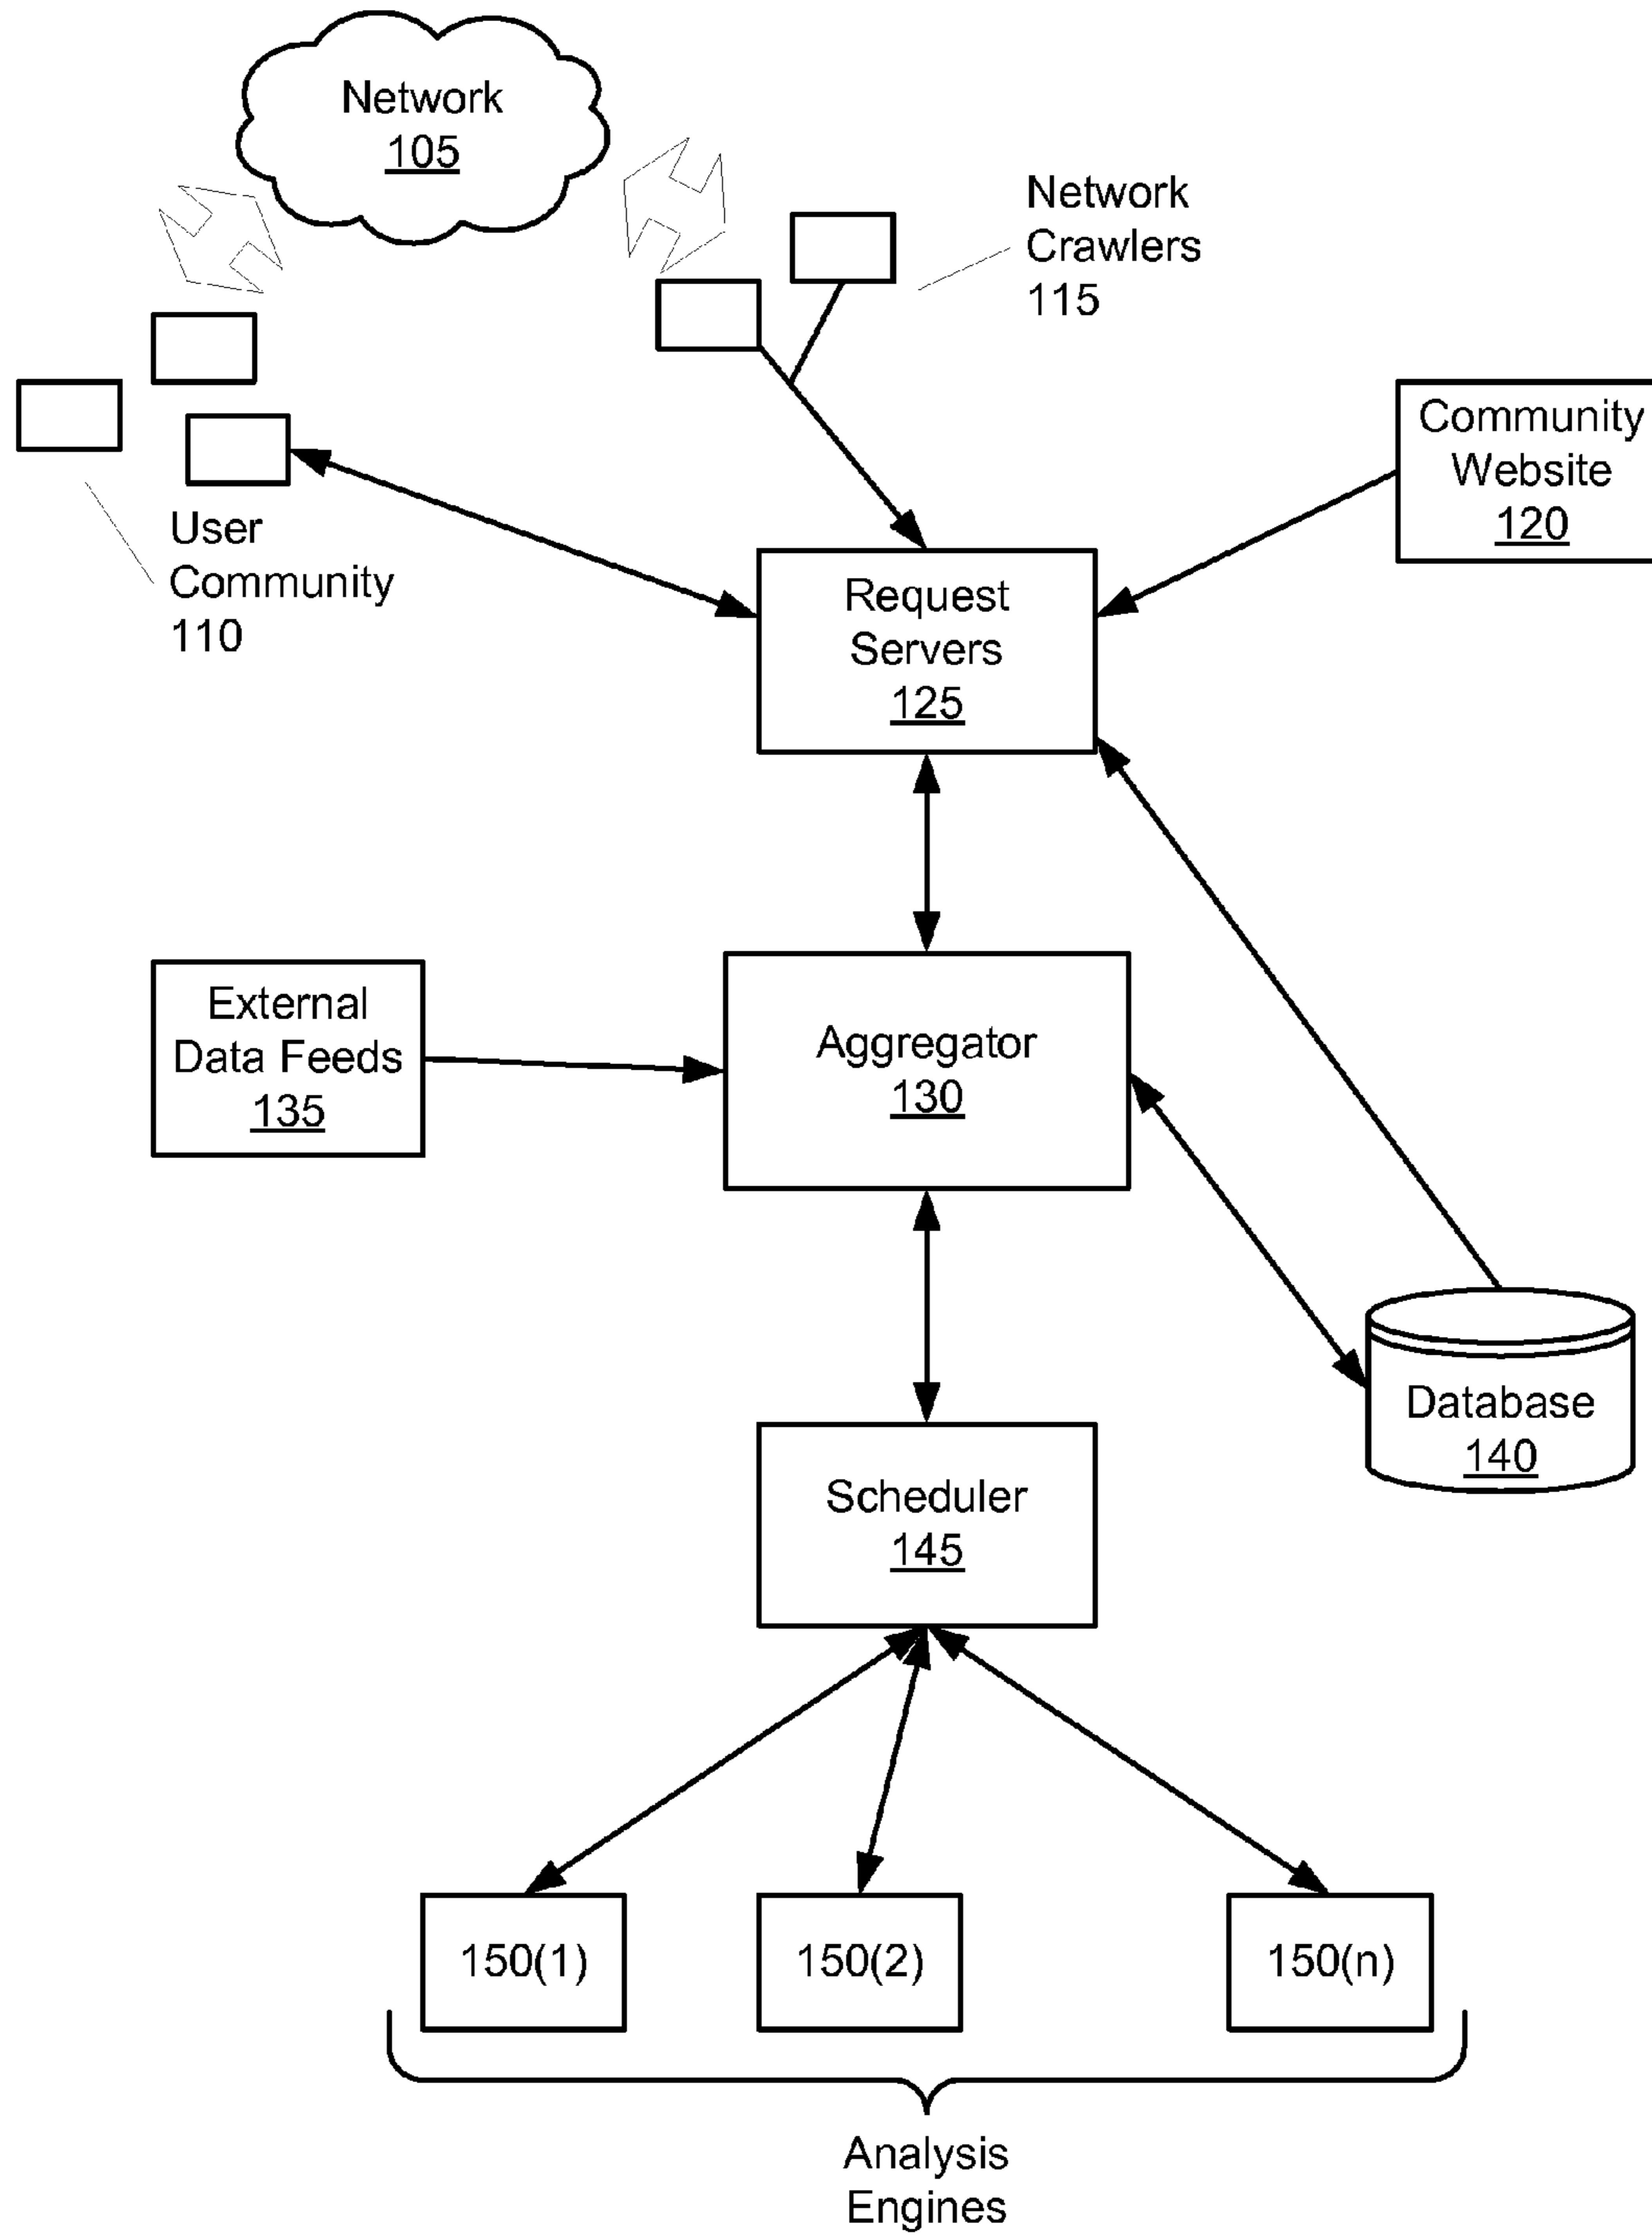 Network
105
Network
Crawlers
115
Community
Website
120
User
Community
110
Request
Servers
125
External
Data Feeds
135
Aggregator
130
Database
140
Scheduler
145
150(1)
150(2)
150(n)
Analysis
Engines